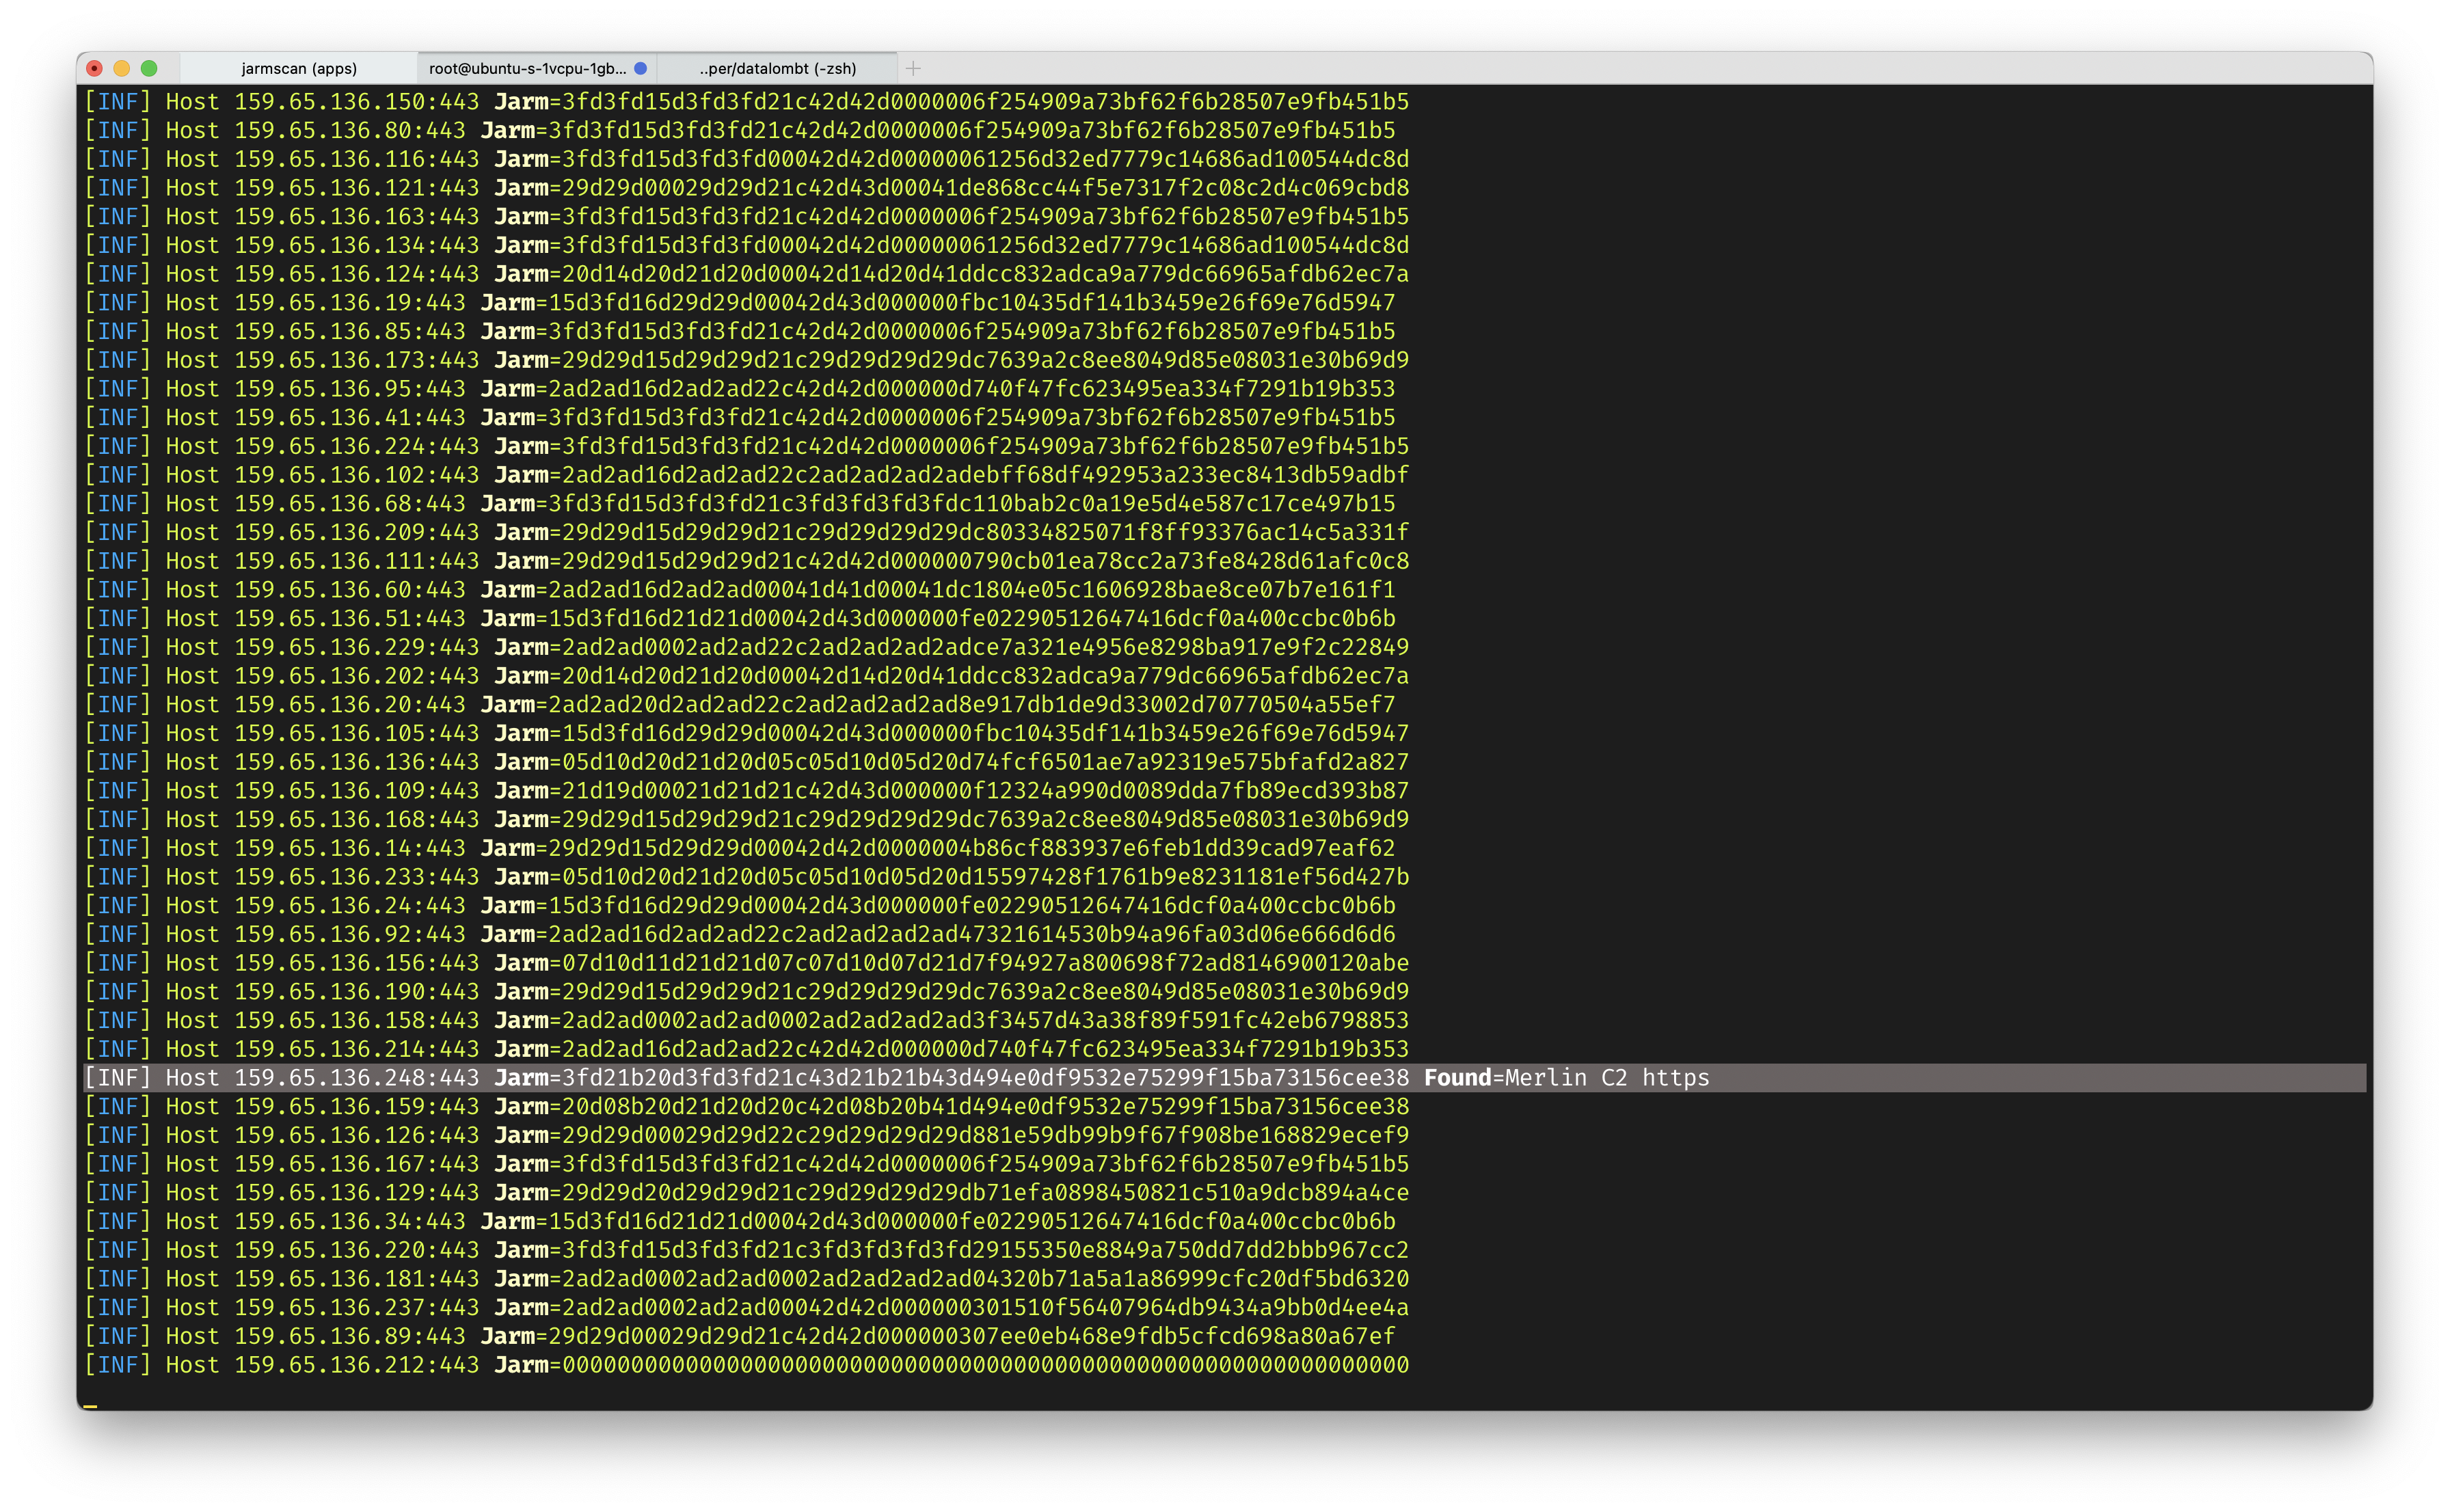 jarmscan (apps) root@ubuntu-s-1vcpu-1gb... ..per/datalombt (-zsh)
[INF] Host 159.65.136.150:443 Jarm=3fd3fd15d3fd3fd21c42d42d0000006f254909a73bf62f6b28507e9fb451b5
[INF] Host 159.65.136.80:443 Jarm=3fd3fd15d3fd3fd21c42d42d0000006f254909a73bf62f6b28507e9fb451b5
[INF] Host 159.65.136.116:443 Jarm=3fd3fd15d3fd3fd00042d42d00000061256d32ed7779c14686ad100544dc8d
[INF] Host 159.65.136.121:443 Jarm=29d29d00029d29d21c42d43d00041de868cc44f5e7317f2c08c2d4c069cbd8
[INF] Host 159.65.136.163:443 Jarm=3fd3fd15d3fd3fd21c42d42d0000006f254909a73bf62f6b28507e9fb451b5
[INF] Host 159.65.136.134:443 Jarm=3fd3fd15d3fd3fd00042d42d00000061256d32ed7779c14686ad100544dc8d
[INF] Host 159.65.136.124:443 Jarm=20d14d20d21d20d00042d14d20d41ddcc832adca9a779dc66965afdb62ec7a
[INF] Host 159.65.136.19:443 Jarm=15d3fd16d29d29d00042d43d000000fbc10435df141b3459e26f69e76d5947
[INF] Host 159.65.136.85:443 Jarm=3fd3fd15d3fd3fd21c42d42d0000006f254909a73bf62f6b28507e9fb451b5
[INF] Host 159.65.136.173:443 Jarm=29d29d15d29d29d21c29d29d29d29dc7639a2c8ee8049d85e08031e30b69d9
[INF] Host 159.65.136.95:443 Jarm=2ad2ad16d2ad2ad22c42d42d000000d740f47fc623495ea334f7291b19b353
[INF] Host 159.65.136.41:443 Jarm=3fd3fd15d3fd3fd21c42d42d0000006f254909a73bf62f6b28507e9fb451b5
[INF] Host 159.65.136.224:443 Jarm=3fd3fd15d3fd3fd21c42d42d0000006f254909a73bf62f6b28507e9fb451b5
[INF] Host 159.65.136.102:443 Jarm=2ad2ad16d2ad2ad22c2ad2ad2ad2adebff68df492953a233ec8413db59adbf
[INF] Host 159.65.136.68:443 Jarm=3fd3fd15d3fd3fd21c3fd3fd3fd3fdc110bab2c0a19e5d4e587c17ce497b15
[INF] Host 159.65.136.209:443 Jarm=29d29d15d29d29d21c29d29d29d29dc80334825071f8ff93376ac14c5a331f
[INF] Host 159.65.136.111:443 Jarm=29d29d15d29d29d21c42d42d000000790cb01ea78cc2a73fe8428d61afc0c8
[INF] Host 159.65.136.60:443 Jarm=2ad2ad16d2ad2ad00041d41d00041dc1804e05c1606928bae8ce07b7e161f1
[INF] Host 159.65.136.51:443 Jarm=15d3fd16d21d21d00042d43d000000fe02290512647416dcf0a400ccbc0b6b
[INF] Host 159.65.136.229:443 Jarm=2ad2ad0002ad2ad22c2ad2ad2ad2adce7a321e4956e8298ba917e9f2c22849
[INF] Host 159.65.136.202:443 Jarm=20d14d20d21d20d00042d14d20d41ddcc832adca9a779dc66965afdb62ec7a
[INF] Host 159.65.136.20:443 Jarm=2ad2ad20d2ad2ad22c2ad2ad2ad2ad8e917db1de9d33002d70770504a55ef7
[INF] Host 159.65.136.105:443 Jarm=15d3fd16d29d29d00042d43d000000fbc10435df141b3459e26f69e76d5947
[INF] Host 159.65.136.136:443 Jarm=05d10d20d21d20d05c05d10d05d20d74fcf6501ae7a92319e575bfafd2a827
[INF] Host 159.65.136.109:443 Jarm=21d19d00021d21d21c42d43d000000f12324a990d0089dda7fb89ecd393b87
[INF] Host 159.65.136.168:443 Jarm=29d29d15d29d29d21c29d29d29d29dc7639a2c8ee8049d85e08031e30b69d9
[INF] Host 159.65.136.14:443 Jarm=29d29d15d29d29d00042d42d0000004b86cf883937e6feb1dd39cad97eaf62
[INF] Host 159.65.136.233:443 Jarm=05d10d20d21d20d05c05d10d05d20d15597428f1761b9e8231181ef56d427b
[INF] Host 159.65.136.24:443 Jarm=15d3fd16d29d29d00042d43d000000fe02290512647416dcf0a400ccbc0b6b
[INF] Host 159.65.136.92:443 Jarm=2ad2ad16d2ad2ad22c2ad2ad2ad2ad47321614530b94a96fa03d06e666d6d6
[INF] Host 159.65.136.156:443 Jarm=07d10d11d21d21d07c07d10d07d21d7f94927a800698f72ad8146900120abe
[INF] Host 159.65.136.190:443 Jarm=29d29d15d29d29d21c29d29d29d29dc7639a2c8ee8049d85e08031e30b69d9
[INF] Host 159.65.136.158:443 Jarm=2ad2ad0002ad2ad0002ad2ad2ad2ad3f3457d43a38f89f591fc42eb6798853
[INF] Host 159.65.136.214:443 Jarm=2ad2ad16d2ad2ad22c42d42d000000d740f47fc623495ea334f7291b19b353
[INF] Host 159.65.136.248:443 Jarm=3fd21b20d3fd3fd21c43d21b21b43d494e0df9532e75299f15ba73156cee38 Found=Merlin C2 https
[INF] Host 159.65.136.159:443 Jarm=20d08b20d21d20d20c42d08b20b41d494e0df9532e75299f15ba73156cee38
[INF] Host 159.65.136.126:443 Jarm=29d29d00029d29d22c29d29d29d29d881e59db99b9f67f908be168829ecef9
[INF] Host 159.65.136.167:443 Jarm=3fd3fd15d3fd3fd21c42d42d0000006f254909a73bf62f6b28507e9fb451b5
[INF] Host 159.65.136.129:443 Jarm=29d29d20d29d29d21c29d29d29d29db71efa0898450821c510a9dcb894a4ce
[INF] Host 159.65.136.34:443 Jarm=15d3fd16d21d21d00042d43d000000fe02290512647416dcf0a400ccbc0b6b
[INF] Host 159.65.136.220:443 Jarm=3fd3fd15d3fd3fd21c3fd3fd3fd3fd29155350e8849a750dd7dd2bbb967cc2
[INF] Host 159.65.136.181:443 Jarm=2ad2ad0002ad2ad0002ad2ad2ad2ad04320b71a5a1a86999cfc20df5bd6320
[INF] Host 159.65.136.237:443 Jarm=2ad2ad0002ad2ad00042d42d000000301510f56407964db9434a9bb0d4ee4a
[INF] Host 159.65.136.89:443 Jarm=29d29d00029d29d21c42d42d000000307ee0eb468e9fdb5cfcd698a80a67ef
[INF] Host 159.65.136.212:443 Jarm=00000000000000000000000000000000000000000000000000000000000000